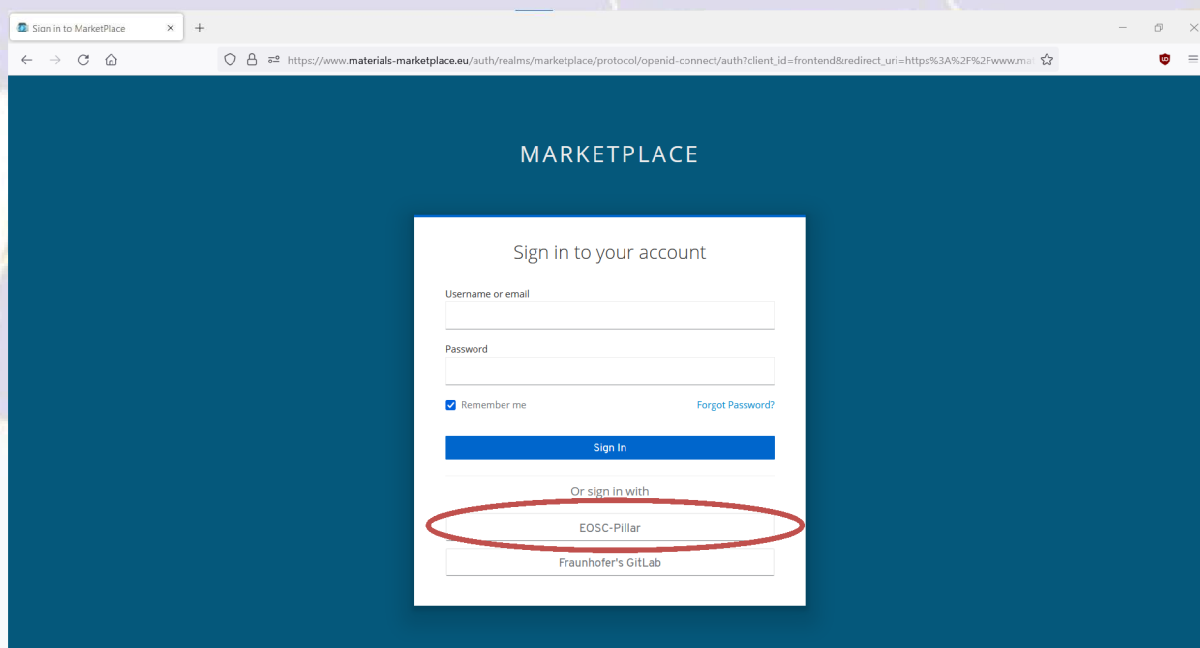 Sign in to MarketPlace
https://www.materials-marketplace.eu/auth/realms/marketplace/protocol/openid-connect/auth?client_id=frontend&redirect_uri=https%3A%2F%2Fwww.mat
MARKETPLACE
Sign in to your account
Username or email
Password
Remember me Forgot Password?
Sign In
Or sign in with
EOSC-Pillar
Fraunhofer's GitLab